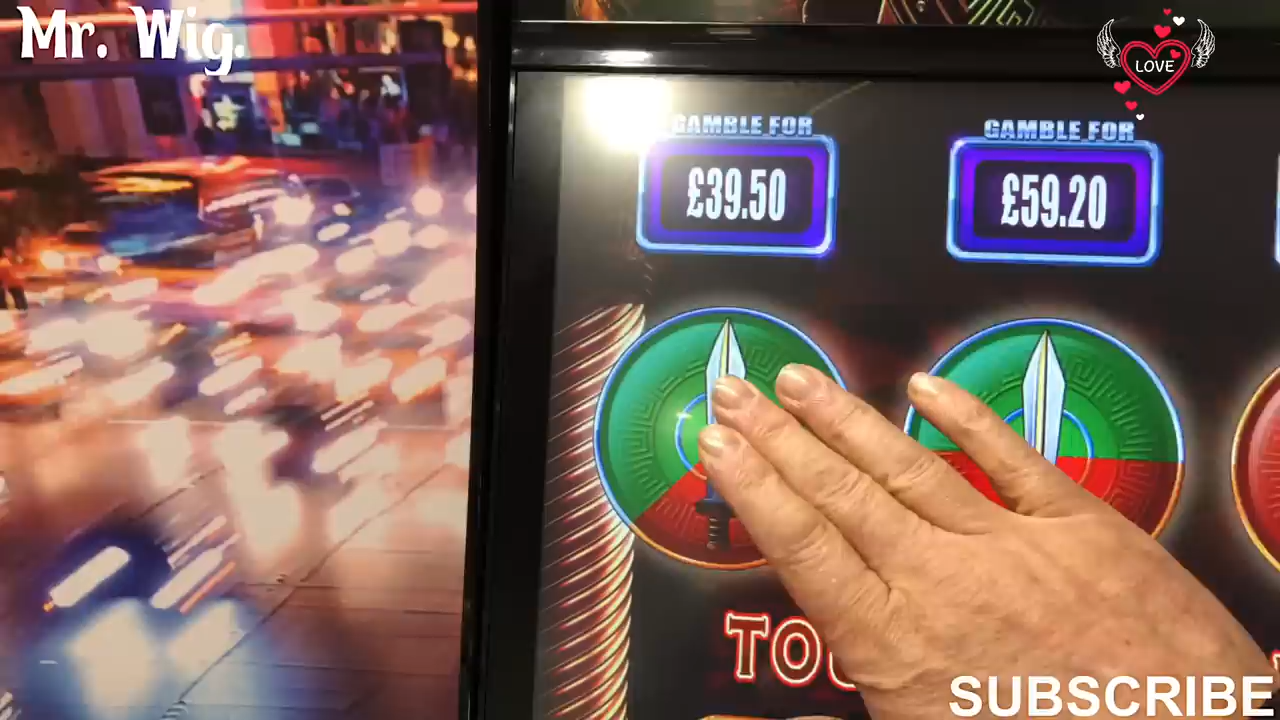 Mr. Wig.
LOVE
GAMBLE FOR
£39.50
GAMBLE FOR
£59.20
SUBSCRIBE